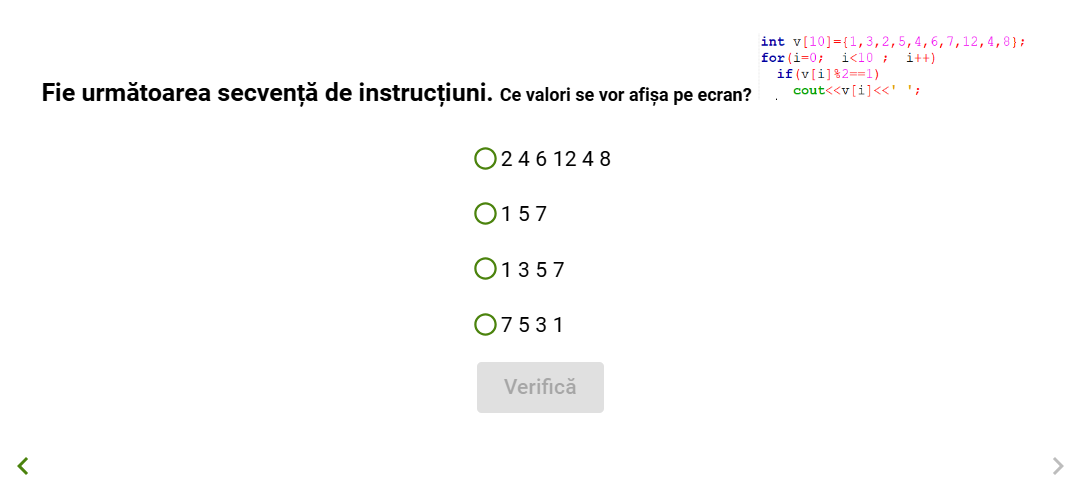 int v[10]={1,3,2,5,4,6,7,12,4,8};
for(i=0; i<10 ; i++)
if(v[i]%2==1)
cout<<v[i]<<' ';
Fie următoarea secvență de instrucțiuni. Ce valori se vor afișa pe ecran?
2 4 6 12 4 8
1 5 7
1 3 5 7
7 5 3 1
Verifică